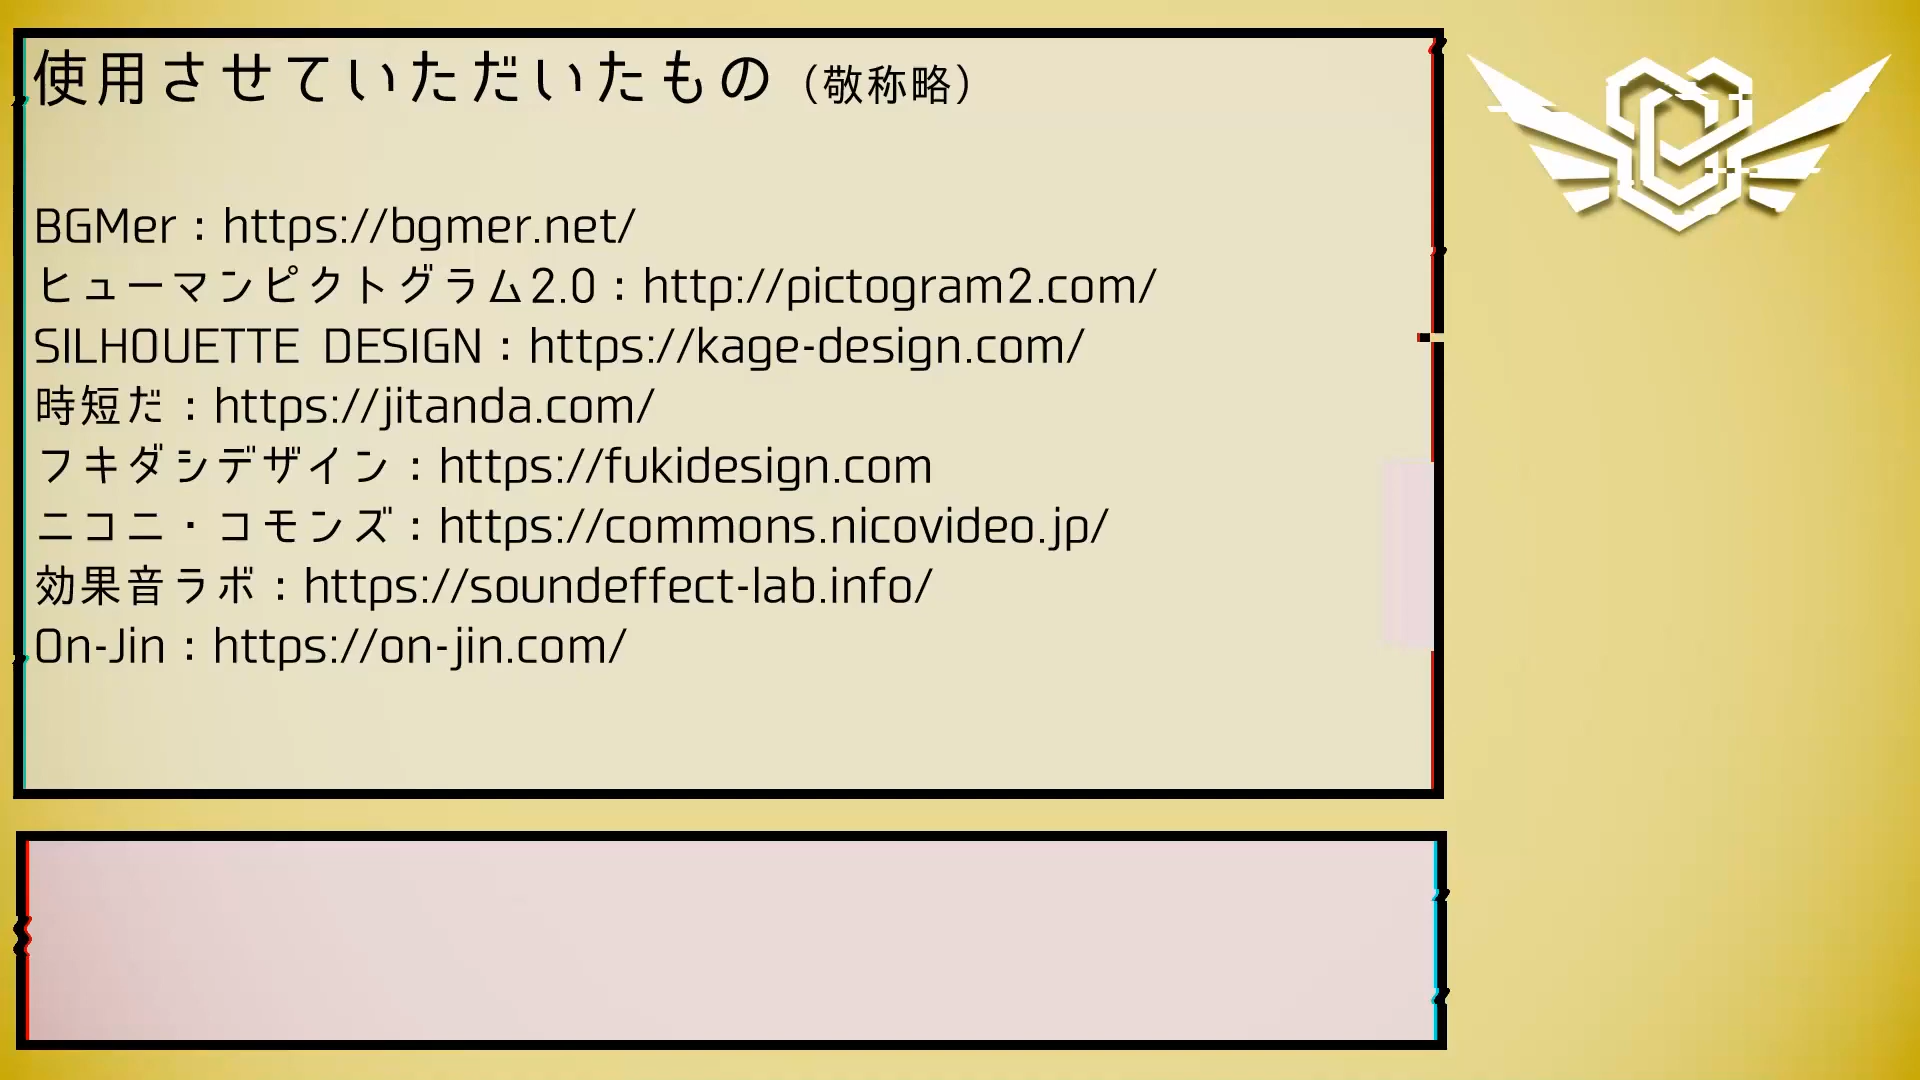 使用させていただいたもの（敬称略）
BGMer：https://bgmer.net/
ヒューマンピクトグラム2.0：http://pictogram2.com/
SILHOUETTE DESIGN：https://kage-design.com/
時短だ：https://jitanda.com/
フキダシデザイン：https://fukidesign.com
ニコニ・コモンズ：https://commons.nicovideo.jp/
効果音ラボ：https://soundeffect-lab.info/
On-Jin：https://on-jin.com/